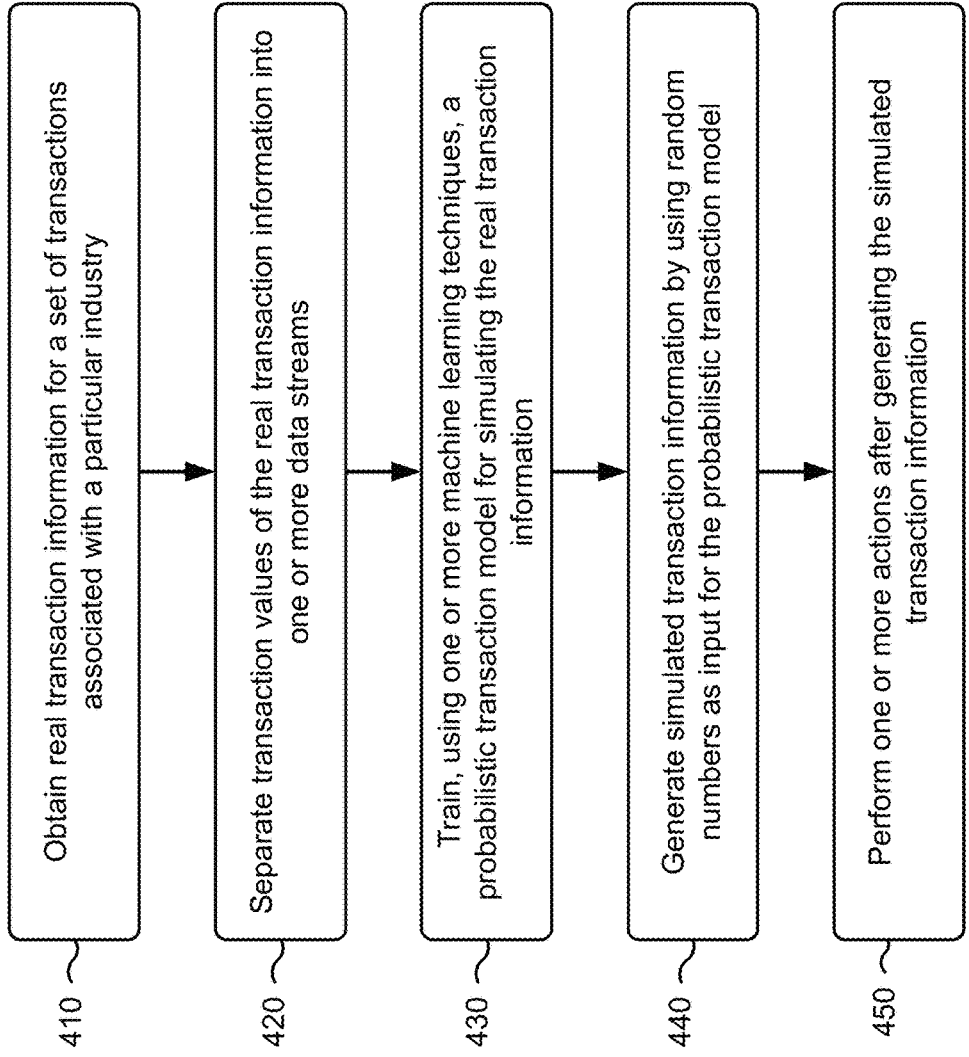 410
Obtain real transaction information for a set of transactions
associated with a particular industry
420
Separate transaction values of the real transaction information into
one or more data streams
430
Train, using one or more machine learning techniques, a
probabilistic transaction model for simulating the real transaction
information
440
Generate simulated transaction information by using random
numbers as input for the probabilistic transaction model
450
Perform one or more actions after generating the simulated
transaction information